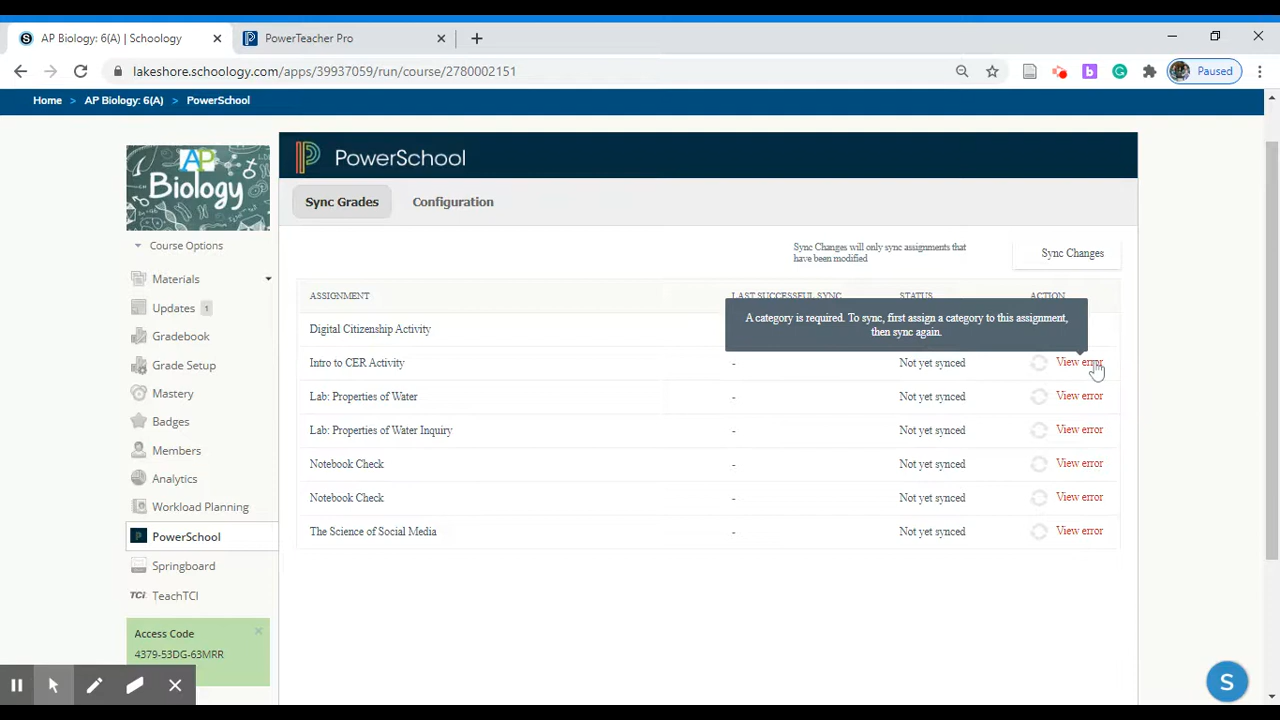 AP Biology: 6(A) | Schoology
PowerTeacher Pro
lakeshore.schoology.com/apps/39937059/run/course/2780002151
Paused
Home > AP Biology: 6(A) > PowerSchool
AP
Biology
PowerSchool
Sync Grades
Configuration
Course Options
Sync Changes will only sync assignments that
have been modified
Sync Changes
Materials
Updates 1
Gradebook
Grade Setup
Mastery
Badges
Members
Analytics
Workload Planning
PowerSchool
Springboard
TCi TeachTCI
Access Code
4379-53DG-63MRR
ASSIGNMENT LAST SUCCESSFUL SYNC STATUS ACTION
A category is required. To sync, first assign a category to this assignment,
then sync again.
Digital Citizenship Activity
Intro to CER Activity - Not yet synced View error
Lab: Properties of Water - Not yet synced View error
Lab: Properties of Water Inquiry - Not yet synced View error
Notebook Check - Not yet synced View error
Notebook Check - Not yet synced View error
The Science of Social Media - Not yet synced View error
S